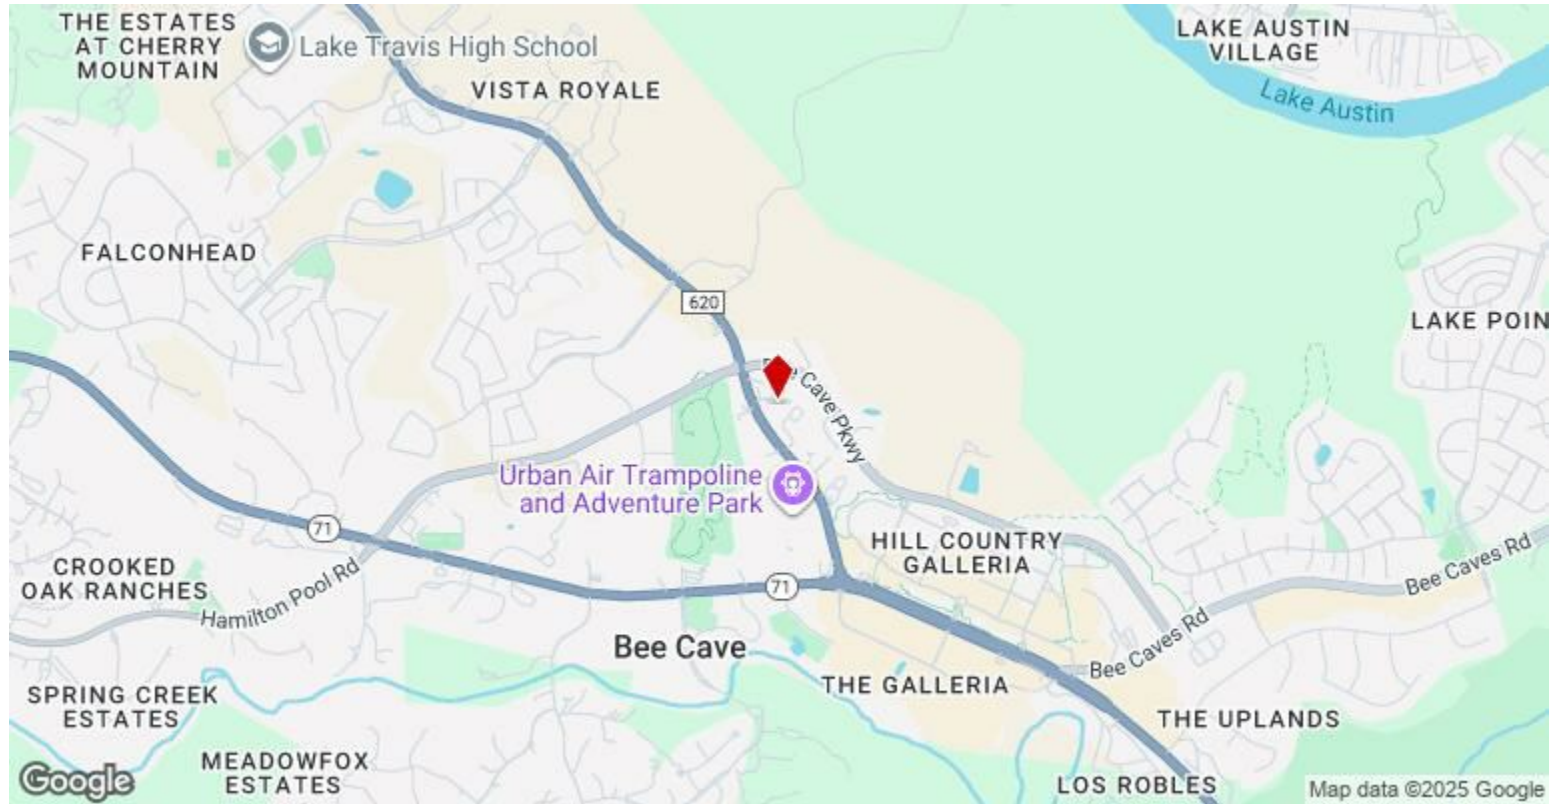 THE ESTATES
AT CHERRY
MOUNTAIN
Lake Travis High School
VISTA ROYALE
LAKE AUSTIN
VILLAGE
Lake Austin
FALCONHEAD
620
LAKE POIN
Cave Pkwy
Urban Air Trampoline
and Adventure Park
71
HILL COUNTRY
GALLERIA
CROOKED
OAK RANCHES
Hamilton Pool Rd
71
Bee Caves Rd
Bee Cave
Bee Caves Rd
THE GALLERIA
SPRING CREEK
ESTATES
THE UPLANDS
MEADOWFOX
ESTATES
LOS ROBLES
Google
Map data ©2025 Google